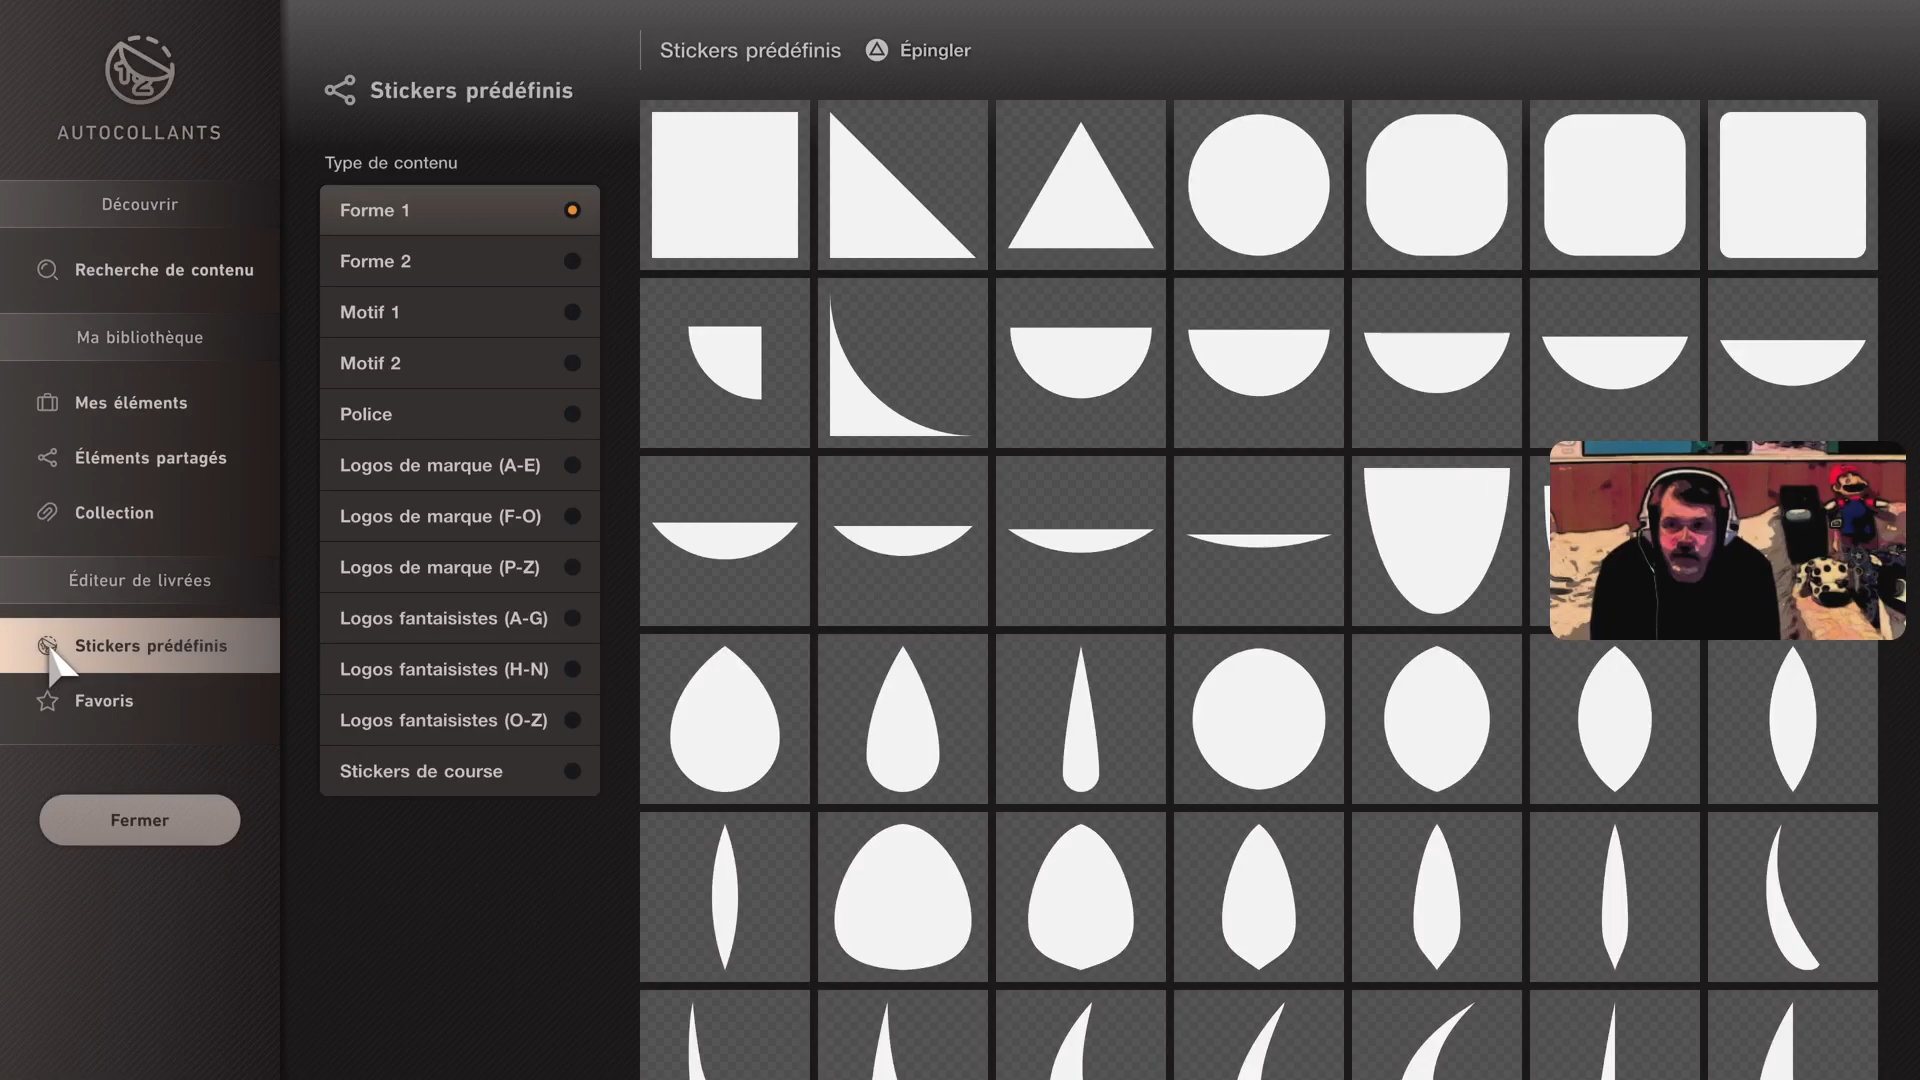 AUTOCOLLANTS
Découvrir
Recherche de contenu
Ma bibliothèque
Mes éléments
Éléments partagés
Collection
Éditeur de livrées
Stickers prédéfinis
Favoris
Fermer
Stickers prédéfinis
Type de contenu
Forme 1
Forme 2
Motif 1
Motif 2
Police
Logos de marque (A-E)
Logos de marque (F-O)
Logos de marque (P-Z)
Logos fantaisistes (A-G)
Logos fantaisistes (H-N)
Logos fantaisistes (O-Z)
Stickers de course
Stickers prédéfinis Épingler